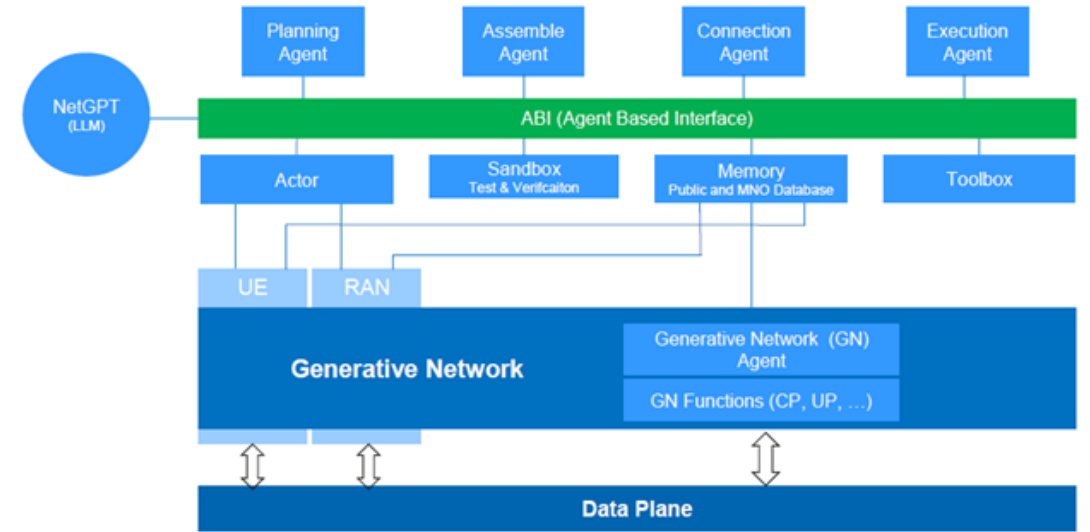 Planning
Agent
Assemble
Agent
Connection
Agent
Execution
Agent
NetGPT
(LLM)
ABI (Agent Based Interface)
Actor
Sandbox
Test & Verifcaiton
Memory
Public and MNO Database
Toolbox
UE
RAN
Generative Network
Generative Network (GN)
Agent
GN Functions (CP, UP, ...)
Data Plane